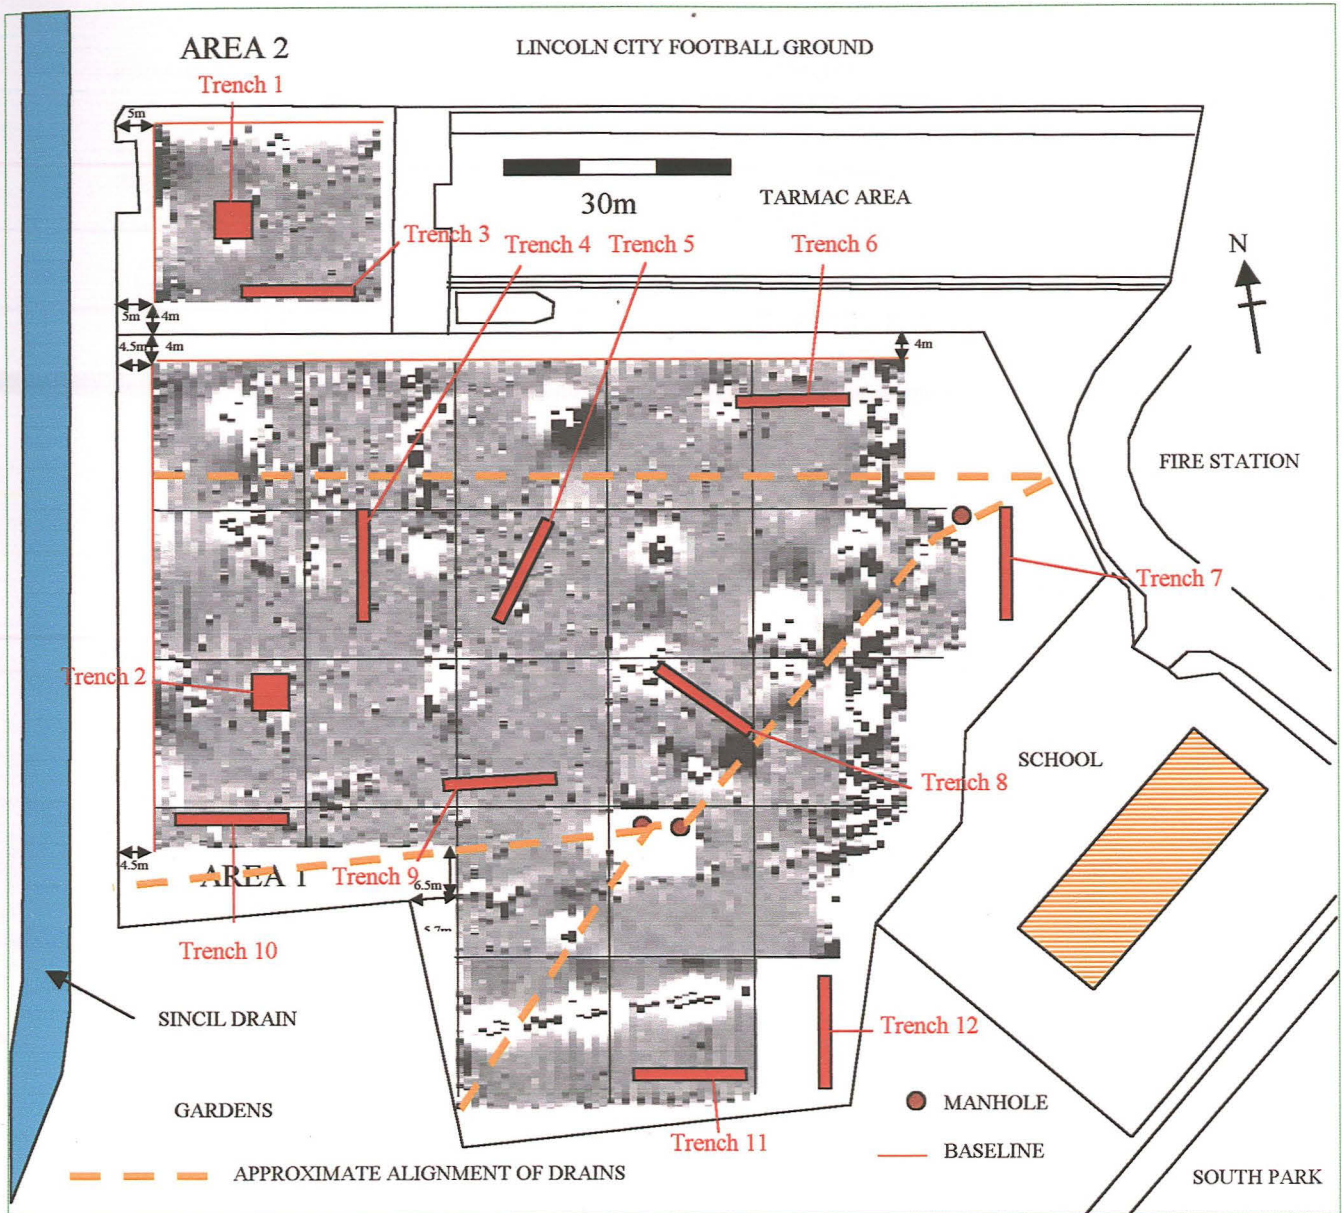 AREA 2
LINCOLN CITY FOOTBALL GROUND
Trench 1
5m
30m
TARMAC AREA
Trench 3
Trench 4
Trench 5
Trench 6
N
5m
4m
4.5m
4m
4m
FIRE STATION
Trench 7
Trench 2
SCHOOL
Trench 8
4.5m
AREA 1
Trench 9
6.5m
5.7m
Trench 10
SINCIL DRAIN
Trench 12
GARDENS
MANHOLE
Trench 11
BASELINE
APPROXIMATE ALIGNMENT OF DRAINS
SOUTH PARK